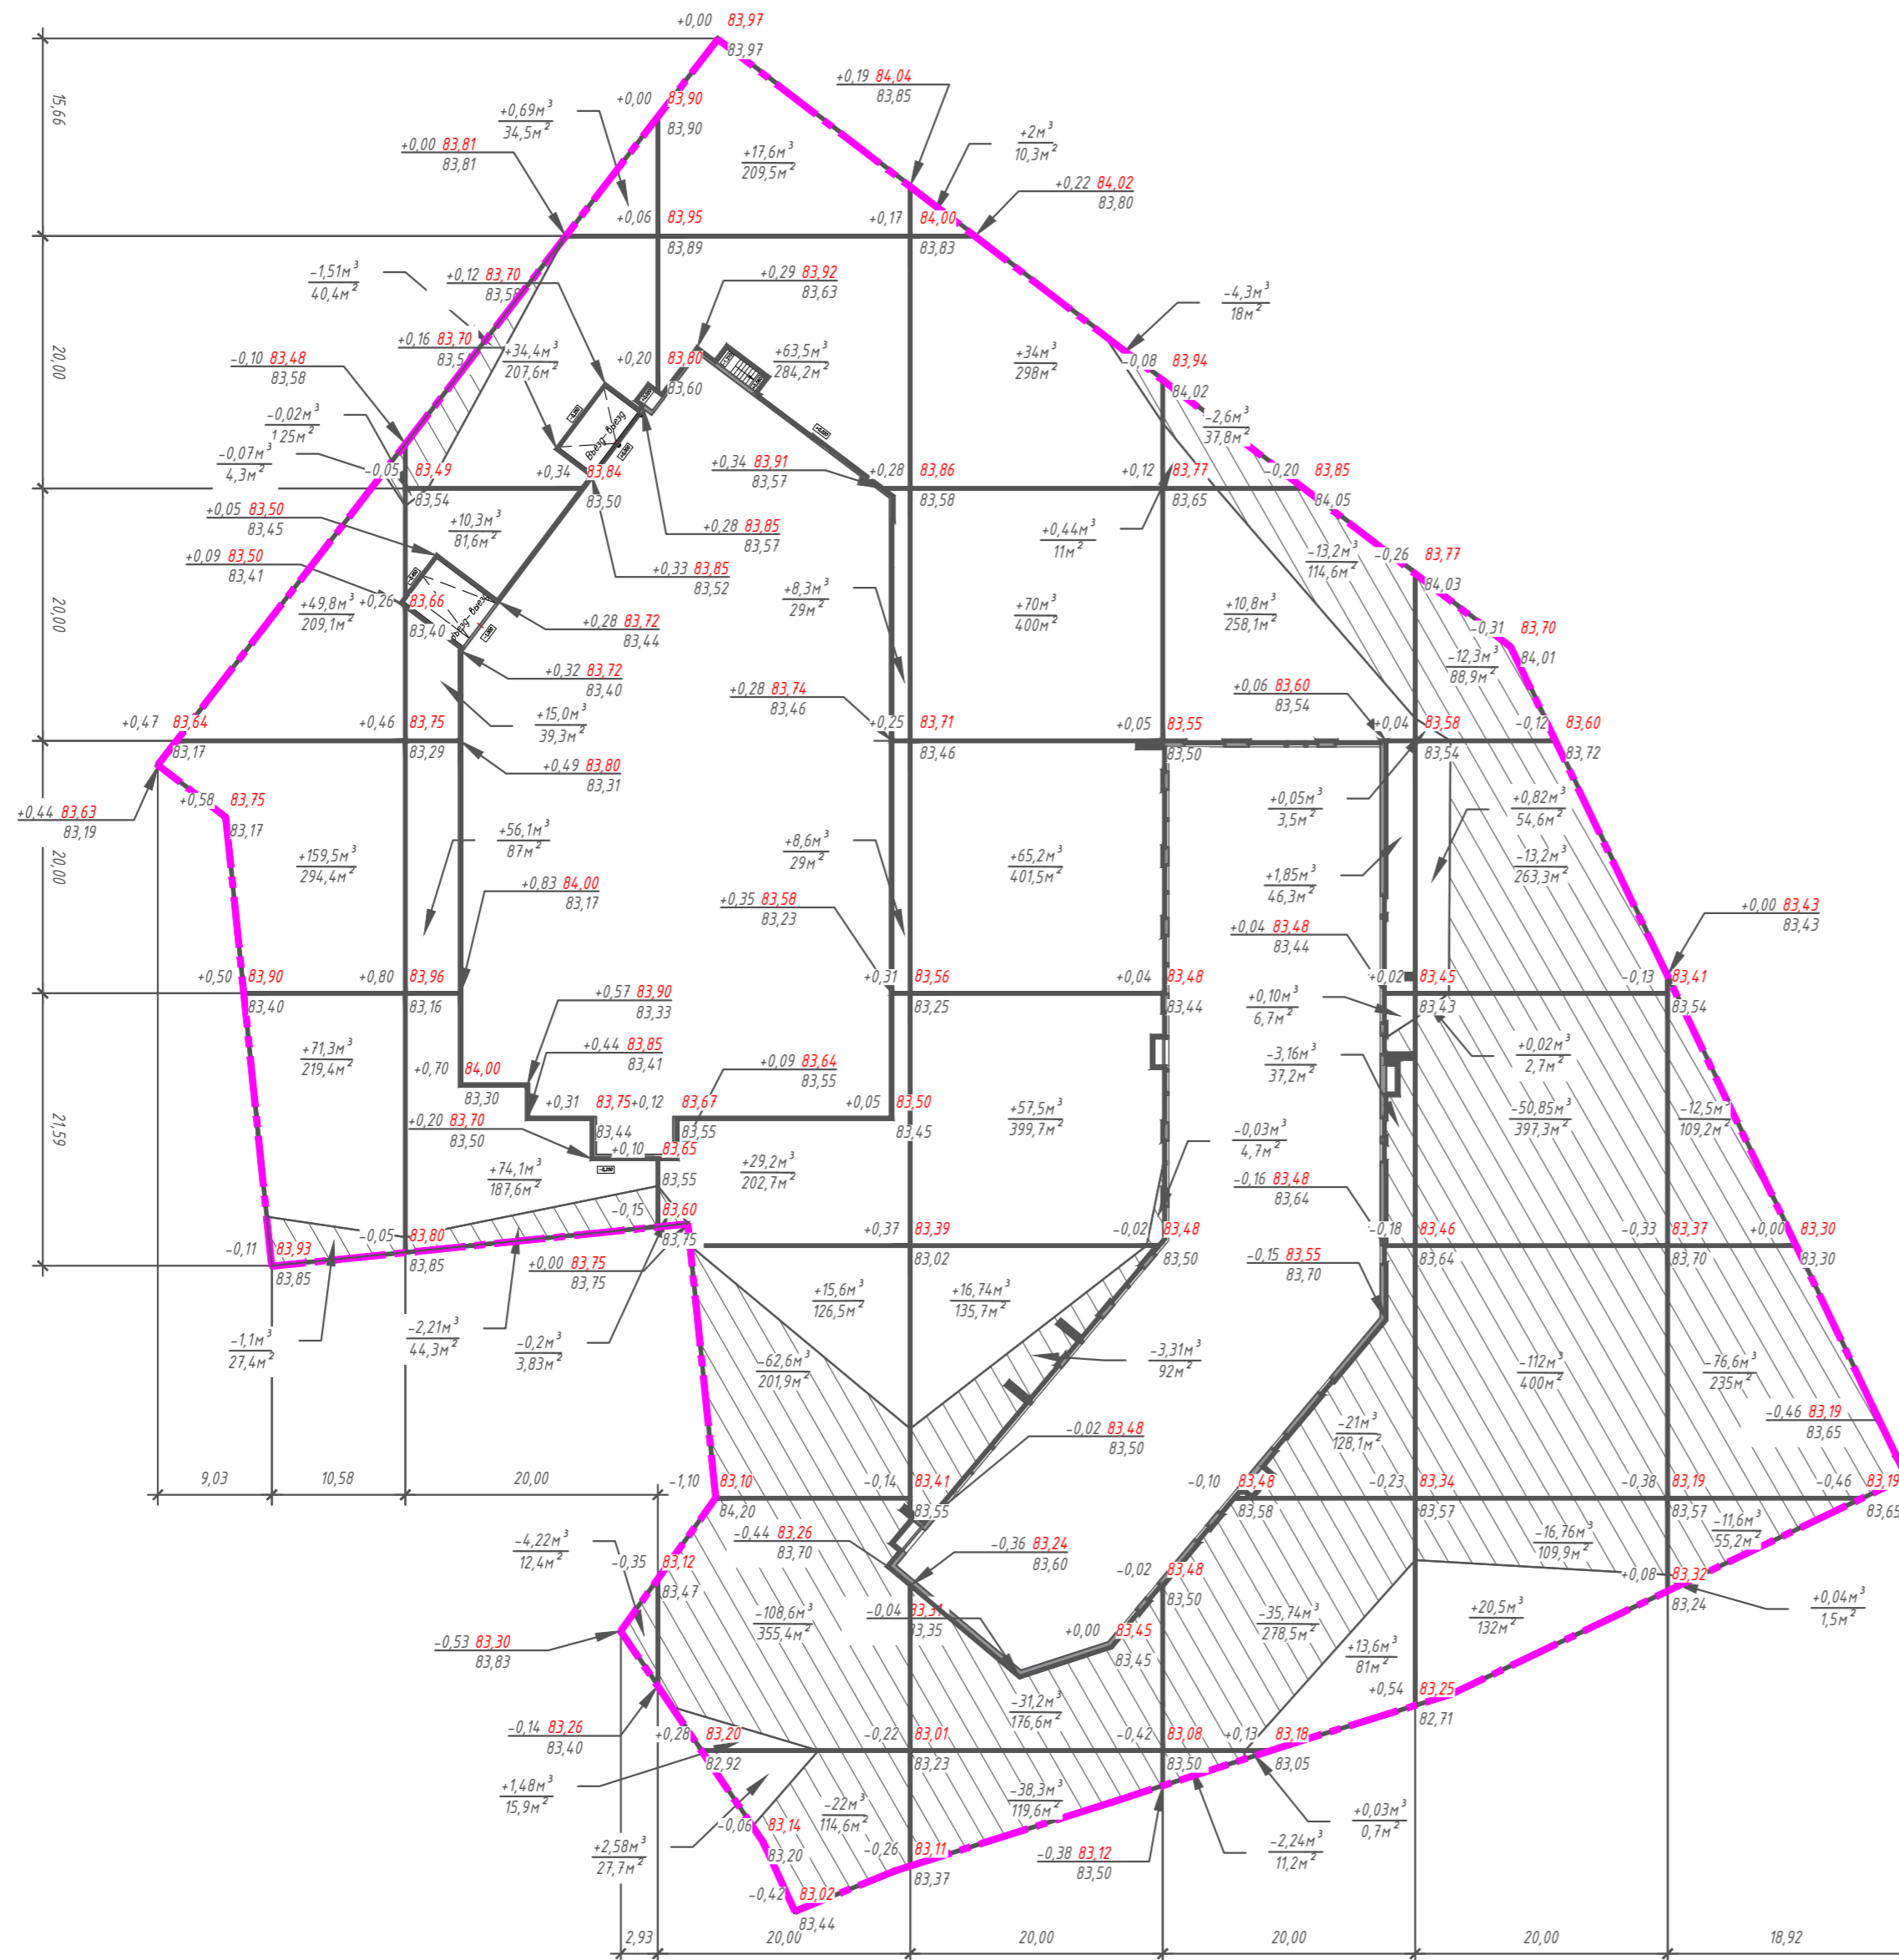 +0,00 83,97
83,97
+0,19 84,04
83,85
+0,00 83,90
83,90
+0,69м³
34,5м²
+2м³
10,3м²
+0,00 83,81
83,81
+17,6м³
209,5м²
+0,22 84,02
83,80
15,66
+0,06 83,95
83,89
+0,17 84,00
83,83
-1,51м³
40,4м²
+0,12 83,70
83,58
+0,29 83,92
83,63
-4,3м³
18м²
+0,16 83,70
-0,10 83,48
83,58
+34,4м³
207,6м²
+0,20 83,80
83,60
+63,5м³
284,2м²
+34м³
298м²
-0,08 83,94
84,02
20,00
-0,02м³
1,25м²
-2,6м³
37,8м²
Въезд-выезд
-0,07м³
4,3м²
-0,05 83,49
83,54
+0,34 83,84
83,50
+0,34 83,91
83,57
+0,28 83,86
83,58
+0,12 83,77
83,65
-0,20 83,85
84,05
+0,05 83,50
83,45
+10,3м³
81,6м²
+0,28 83,85
83,57
+0,44м³
11м²
-13,2м³
114,6м²
-0,26 83,77
84,03
+0,09 83,50
83,41
+0,33 83,85
83,52
+8,3м³
29м²
+49,8м³
209,1м²
+0,26 83,66
83,40
+0,28 83,72
83,44
+70м³
400м²
+10,8м³
258,1м²
-0,31 83,70
84,01
20,00
+0,32 83,72
83,40
-12,3м³
88,9м²
+0,28 83,74
83,46
+0,06 83,60
83,54
+15,0м³
39,3м²
+0,47 83,64
83,17
+0,46 83,75
83,29
+0,25 83,71
83,46
+0,05 83,55
83,50
+0,04 83,58
83,54
-0,12 83,60
83,72
+0,49 83,80
83,31
+0,44 83,63
83,19
+0,58 83,75
83,17
+0,05м³
3,5м²
+0,82м³
54,6м²
+56,1м³
87м²
+8,6м³
29м²
20,00
+159,5м³
294,4м²
+65,2м³
401,5м²
+1,85м³
46,3м²
-13,2м³
263,3м²
+0,83 84,00
83,17
+0,35 83,58
83,23
+0,00 83,43
83,43
+0,04 83,48
83,44
+0,50 83,90
83,40
+0,80 83,96
83,16
+0,31 83,56
83,25
+0,04 83,48
83,44
+0,02 83,45
83,43
-0,13 83,41
83,54
+0,57 83,90
83,33
+0,10м³
6,7м²
+71,3м³
219,4м²
+0,44 83,85
83,41
+0,09 83,64
83,55
-3,16м³
37,2м²
+0,02м³
2,7м²
+0,70 84,00
83,30
21,59
+0,31 83,75
83,44
+0,12 83,67
83,55
+0,05 83,50
83,45
+57,5м³
399,7м²
-50,85м³
397,3м²
-12,5м³
109,2м²
+0,20 83,70
83,50
+0,10 83,65
83,55
-0,03м³
4,7м²
+74,1м³
187,6м²
+29,2м³
202,7м²
-0,16 83,48
83,64
-0,15 83,60
83,75
-0,11 83,93
83,85
-0,05 83,80
83,85
+0,37 83,39
83,02
-0,02 83,48
83,50
-0,18 83,46
83,64
-0,33 83,37
83,70
+0,00 83,30
83,30
+0,00 83,75
83,75
-0,15 83,55
83,70
+15,6м³
126,5м²
+16,74м³
135,7м²
-1,1м³
27,4м²
-2,21м³
44,3м²
-0,2м³
3,83м²
-62,6м³
201,9м²
-3,31м³
92м²
-112м³
400м²
-76,6м³
235м²
-0,46 83,19
83,65
-0,02 83,48
83,50
-21м³
128,1м²
9,03
10,58
20,00
-1,10 83,10
84,20
-0,14 83,41
83,55
-0,10 83,48
83,58
-0,23 83,34
83,57
-0,38 83,19
83,57
-0,46 83,19
83,65
-4,22м³
12,4м²
-0,44 83,26
83,70
-0,36 83,24
83,60
-16,76м³
109,9м²
-11,6м³
55,2м²
-0,35 83,12
83,47
-0,02 83,48
83,50
+0,08 83,32
83,24
+0,04м³
1,5м²
-0,04 83,31
83,35
-108,6м³
355,4м²
-35,74м³
278,5м²
+20,5м³
132м²
-0,53 83,30
83,83
+0,00 83,45
83,45
+13,6м³
81м²
-31,2м³
176,6м²
+0,54 83,25
82,71
-0,14 83,26
83,40
+0,28 83,20
82,92
-0,22 83,01
83,23
-0,42 83,08
83,50
+0,13 83,18
83,05
+1,48м³
15,9м²
-22м³
114,6м²
-38,3м³
119,6м²
+0,03м³
0,7м²
-0,06 83,14
83,20
+2,58м³
27,7м²
-2,24м³
11,2м²
-0,26 83,11
83,37
-0,38 83,12
83,50
-0,42 83,02
83,44
2,93
20,00
20,00
20,00
20,00
18,92